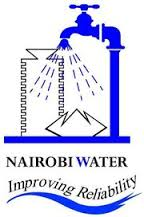 NAIROBI WATER
Improving Reliability